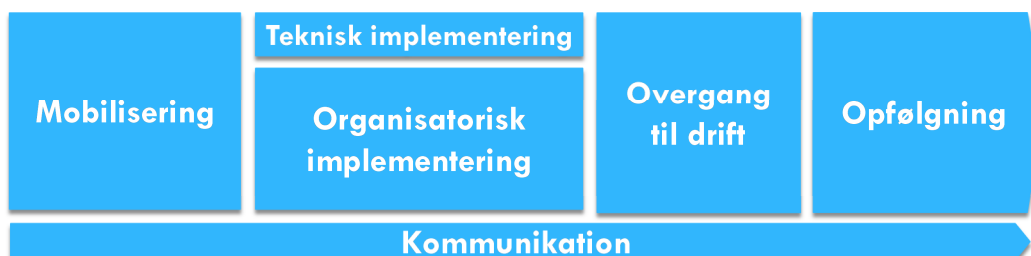 Mobilisering
Teknisk implementering
Organisatorisk
implementering
Overgang
til drift
Opfølgning
Kommunikation